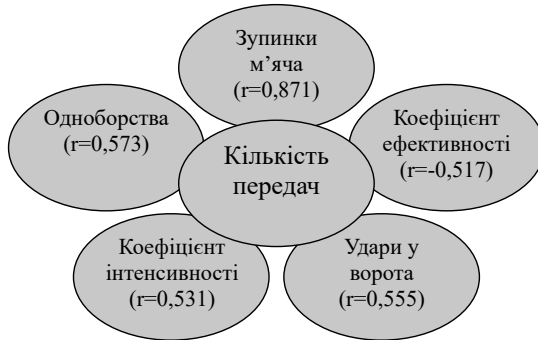 Зупинки
м’яча
(r=0,871)
Одноборства
(r=0,573)
Коефіцієнт
ефективності
(r=-0,517)
Кількість
передач
Коефіцієнт
інтенсивності
(r=0,531)
Удари у
ворота
(r=0,555)